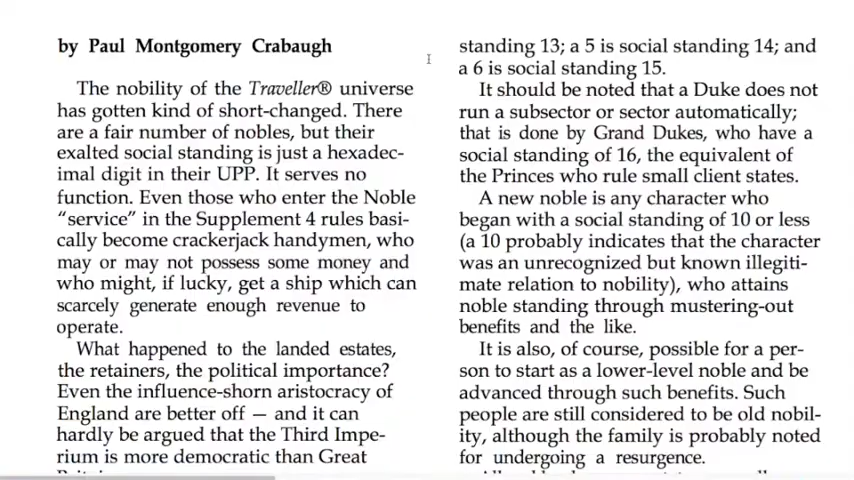 by Paul Montgomery Crabaugh
The nobility of the Traveller® universe
has gotten kind of short-changed. There
are a fair number of nobles, but their
exalted social standing is just a hexadec-
imal digit in their UPP. It serves no
function. Even those who enter the Noble
“service” in the Supplement 4 rules basi-
cally become crackerjack handymen, who
may or may not possess some money and
who might, if lucky, get a ship which can
scarcely generate enough revenue to
operate.
What happened to the landed estates,
the retainers, the political importance?
Even the influence-shorn aristocracy of
England are better off — and it can
hardly be argued that the Third Impe-
rium is more democratic than Great
standing 13; a 5 is social standing 14; and
a 6 is social standing 15.
It should be noted that a Duke does not
run a subsector or sector automatically;
that is done by Grand Dukes, who have a
social standing of 16, the equivalent of
the Princes who rule small client states.
A new noble is any character who
began with a social standing of 10 or less
(a 10 probably indicates that the character
was an unrecognized but known illegiti-
mate relation to nobility), who attains
noble standing through mustering-out
benefits and the like.
It is also, of course, possible for a per-
son to start as a lower-level noble and be
advanced through such benefits. Such
people are still considered to be old nobil-
ity, although the family is probably noted
for undergoing a resurgence.